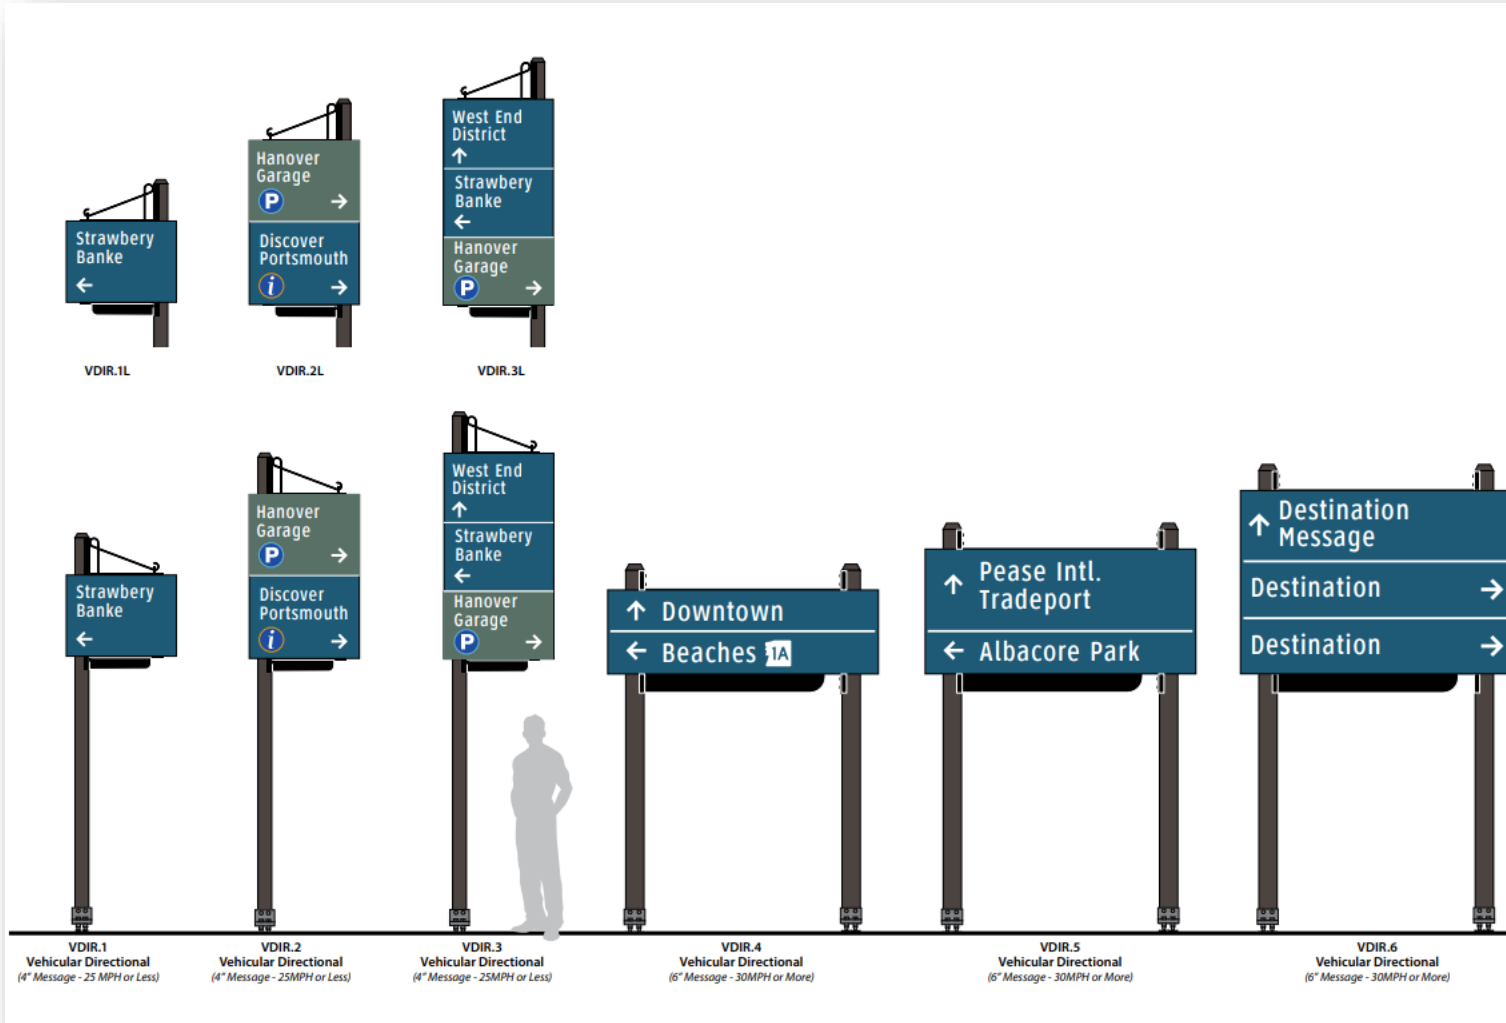 Strawbery
Banke
←
VDIR.1L
Hanover
Garage
P →
Discover
Portsmouth
i →
VDIR.2L
West End
District
↑
Strawbery
Banke
←
Hanover
Garage
P →
VDIR.3L
Strawbery
Banke
←
VDIR.1
Vehicular Directional
(4" Message - 25 MPH or Less)
Hanover
Garage
P →
Discover
Portsmouth
i →
VDIR.2
Vehicular Directional
(4" Message - 25MPH or Less)
West End
District
↑
Strawbery
Banke
←
Hanover
Garage
P →
VDIR.3
Vehicular Directional
(4" Message - 25MPH or Less)
↑ Downtown
← Beaches 1A
VDIR.4
Vehicular Directional
(6" Message - 30MPH or More)
↑ Pease Intl.
Tradeport
← Albacore Park
VDIR.5
Vehicular Directional
(6" Message - 30MPH or More)
↑ Destination
Message
Destination →
Destination →
VDIR.6
Vehicular Directional
(6" Message - 30MPH or More)